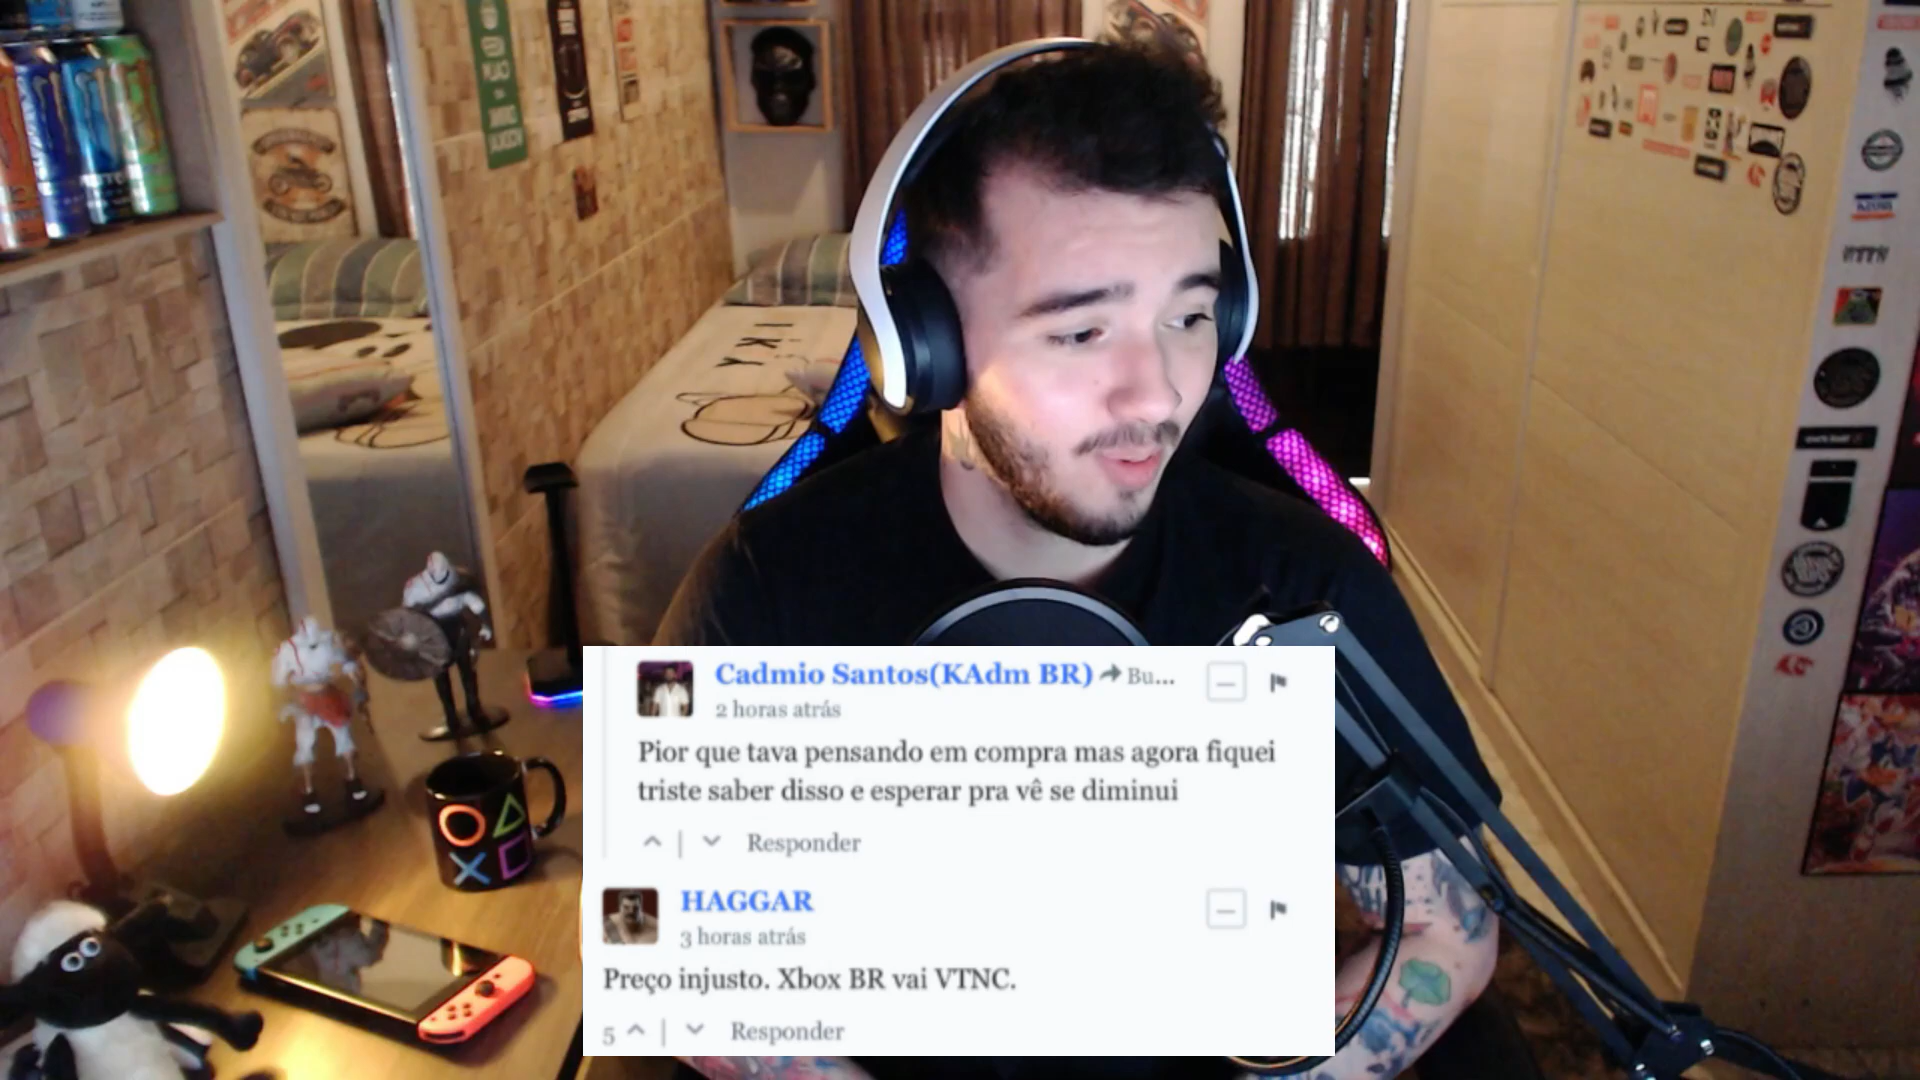 Cadmio Santos(KAdm BR) Bu...
2 horas atrás
Pior que tava pensando em compra mas agora fiquei
triste saber disso e esperar pra vê se diminui
Responder
HAGGAR
3 horas atrás
Preço injusto. Xbox BR vai VTNC.
5 Responder